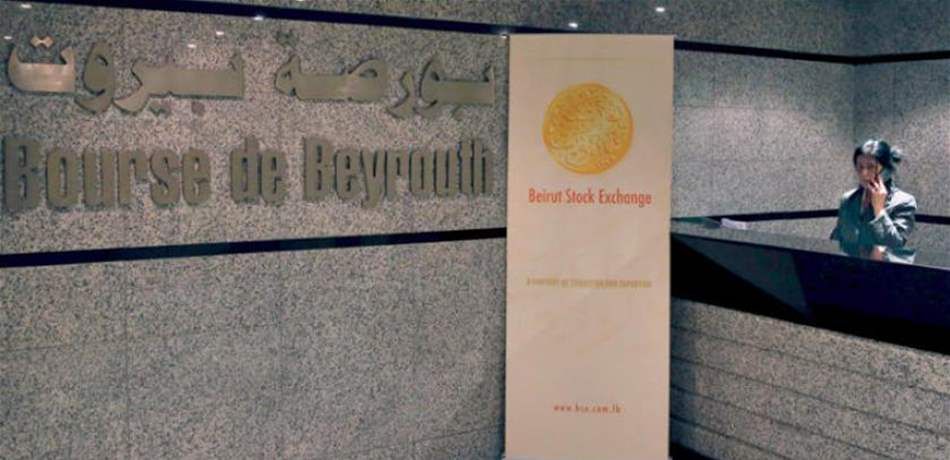 بورصة بيروت
Bourse de Beyrouth
Beirut Stock Exchange
www.bse.com.lb